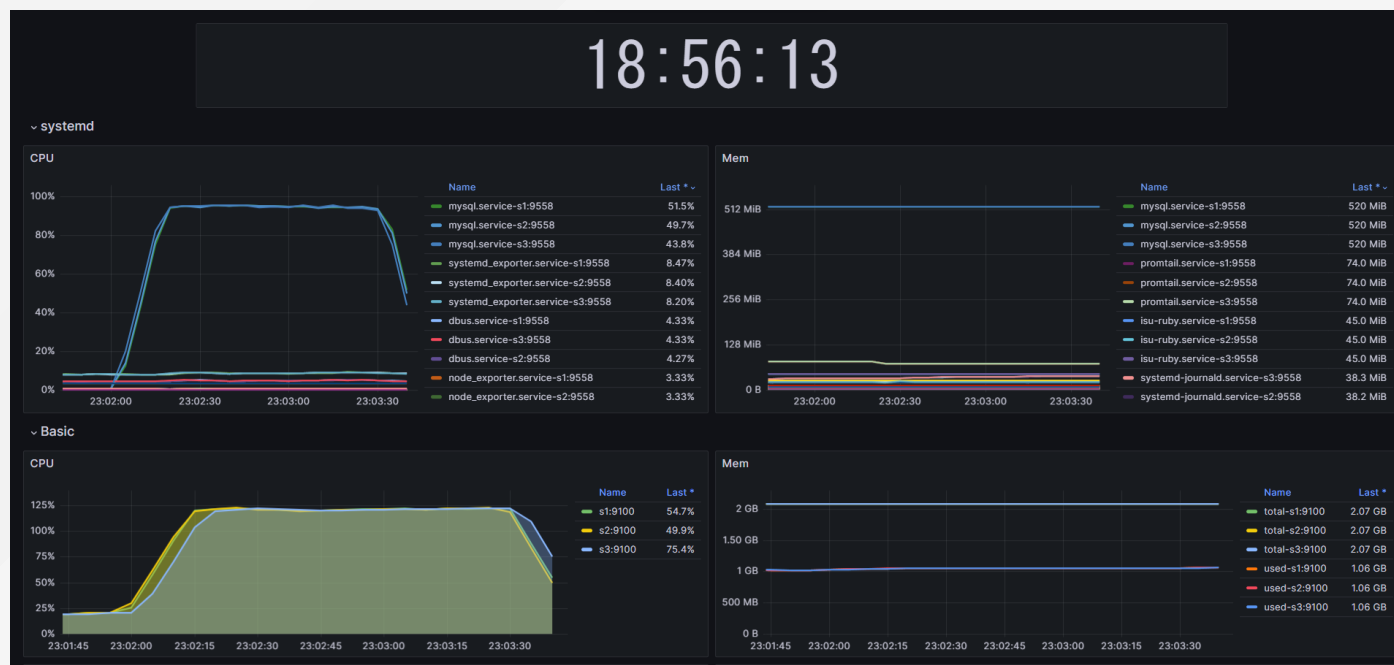 18:56:13
systemd
CPU
100%
80%
60%
40%
20%
0%
23:02:00 23:02:30 23:03:00 23:03:30
Name Last *
mysql.service-s1:9558 51.5%
mysql.service-s2:9558 49.7%
mysql.service-s3:9558 43.8%
systemd_exporter.service-s1:9558 8.47%
systemd_exporter.service-s2:9558 8.40%
systemd_exporter.service-s3:9558 8.20%
dbus.service-s1:9558 4.33%
dbus.service-s3:9558 4.33%
dbus.service-s2:9558 4.27%
node_exporter.service-s1:9558 3.33%
node_exporter.service-s2:9558 3.33%
Mem
512 MiB
384 MiB
256 MiB
128 MiB
0 B
23:02:00 23:02:30 23:03:00 23:03:30
Name Last *
mysql.service-s1:9558 520 MiB
mysql.service-s2:9558 520 MiB
mysql.service-s3:9558 520 MiB
promtail.service-s1:9558 74.0 MiB
promtail.service-s2:9558 74.0 MiB
promtail.service-s3:9558 74.0 MiB
isu-ruby.service-s1:9558 45.0 MiB
isu-ruby.service-s2:9558 45.0 MiB
isu-ruby.service-s3:9558 45.0 MiB
systemd-journald.service-s3:9558 38.3 MiB
systemd-journald.service-s2:9558 38.2 MiB
Basic
CPU
125%
100%
75%
50%
25%
0%
23:01:45 23:02:00 23:02:15 23:02:30 23:02:45 23:03:00 23:03:15 23:03:30
Name Last *
s1:9100 54.7%
s2:9100 49.9%
s3:9100 75.4%
Mem
2 GB
1.50 GB
1 GB
500 MB
0 B
23:01:45 23:02:00 23:02:15 23:02:30 23:02:45 23:03:00 23:03:15 23:03:30
Name Last *
total-s1:9100 2.07 GB
total-s2:9100 2.07 GB
total-s3:9100 2.07 GB
used-s1:9100 1.06 GB
used-s2:9100 1.06 GB
used-s3:9100 1.06 GB